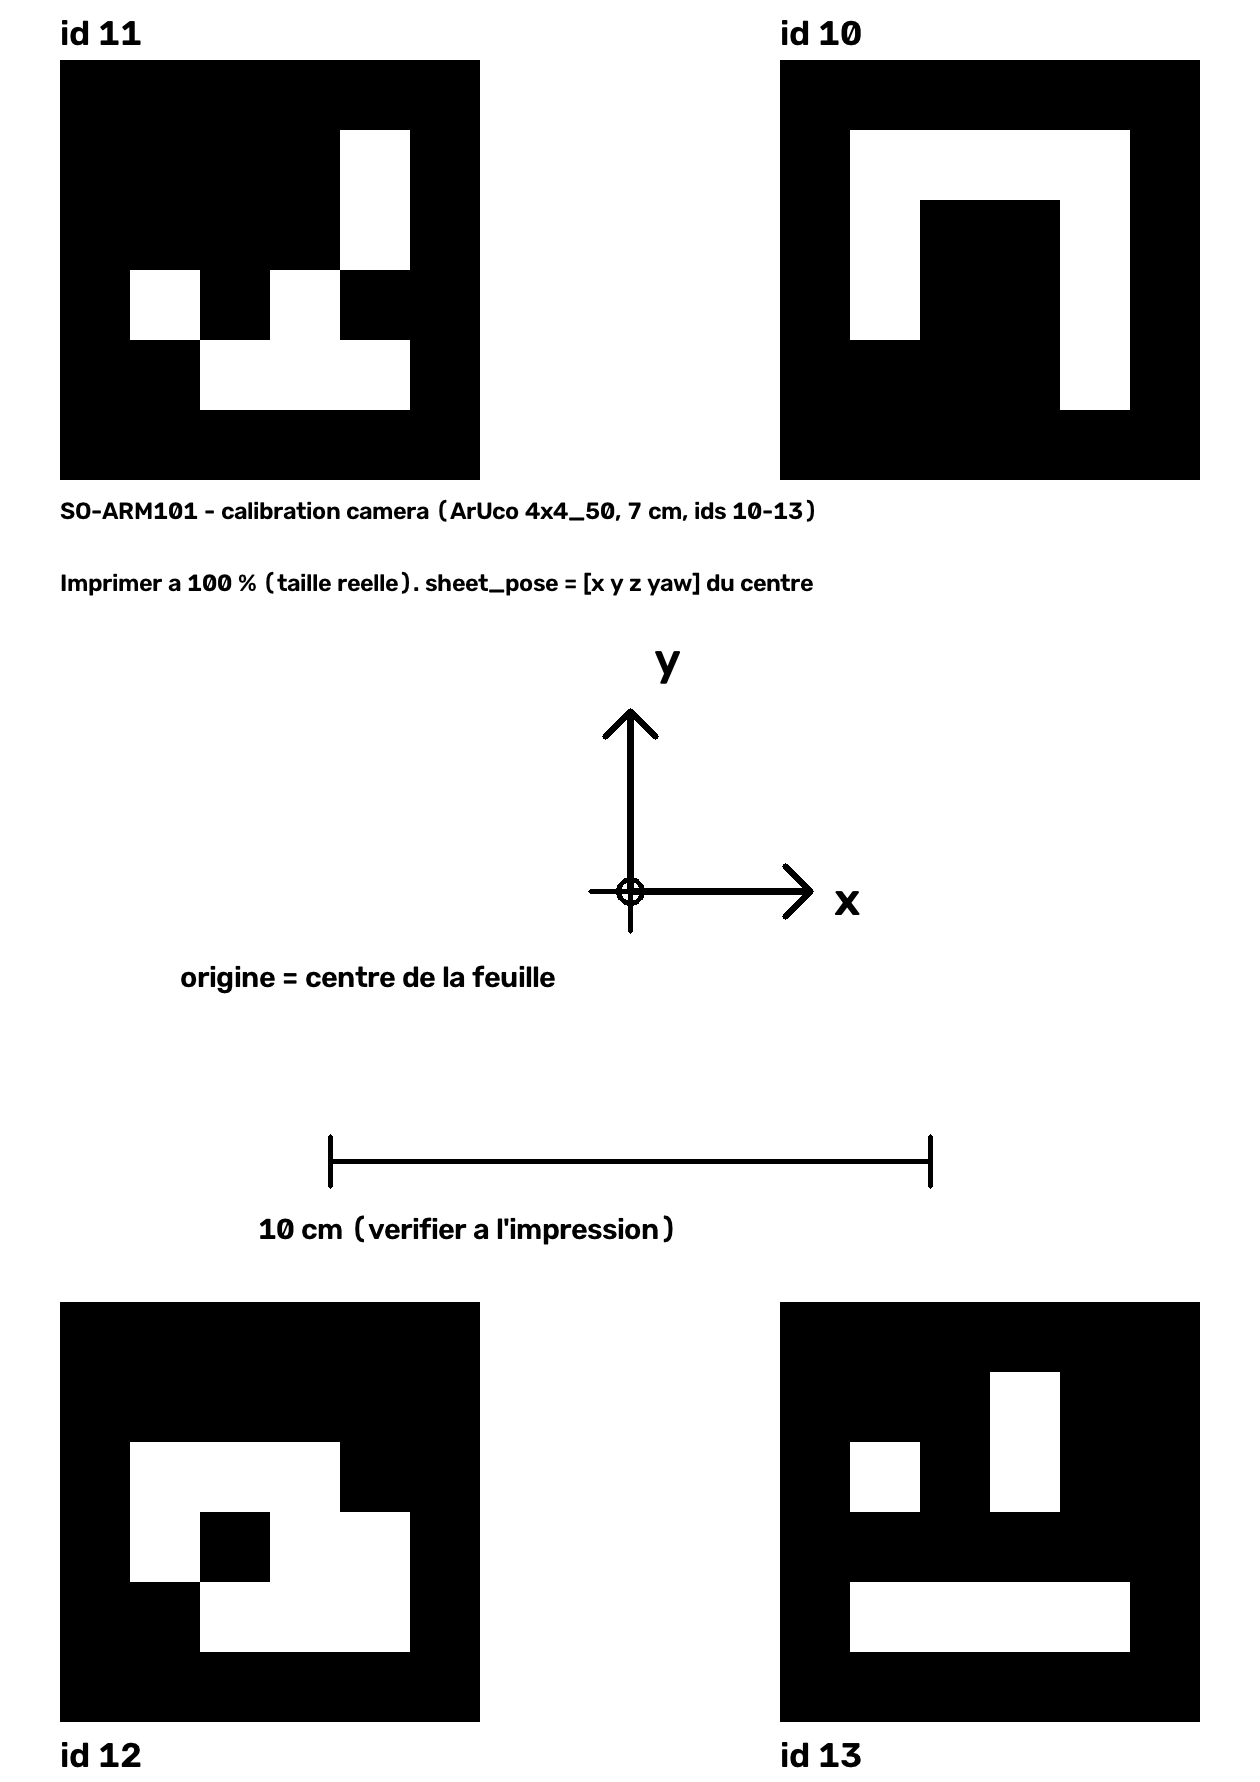 id 11
id 10
SO-ARM101 - calibration camera (ArUco 4x4_50, 7 cm, ids 10-13)
Imprimer a 100 % (taille reelle). sheet_pose = [x y z yaw] du centre
y
x
origine = centre de la feuille
10 cm (verifier a l'impression)
id 12
id 13